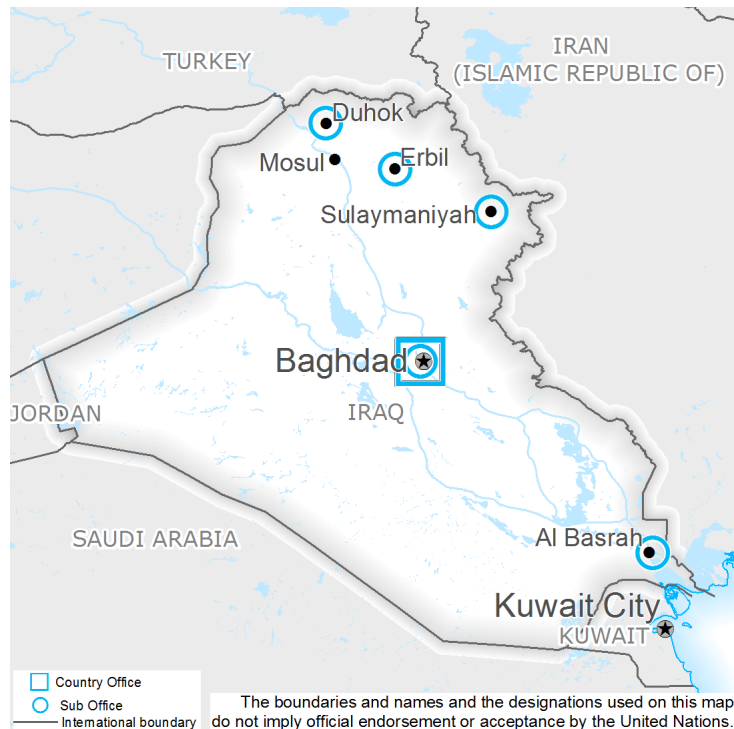 IRAN
(ISLAMIC REPUBLIC OF)
TURKEY
Duhok
Mosul
Erbil
Sulaymaniyah
Baghdad
IRAQ
JORDAN
SAUDI ARABIA
Al Basrah
Kuwait City
KUWAIT
Country Office
Sub Office
International boundary
The boundaries and names and the designations used on this map
do not imply official endorsement or acceptance by the United Nations.